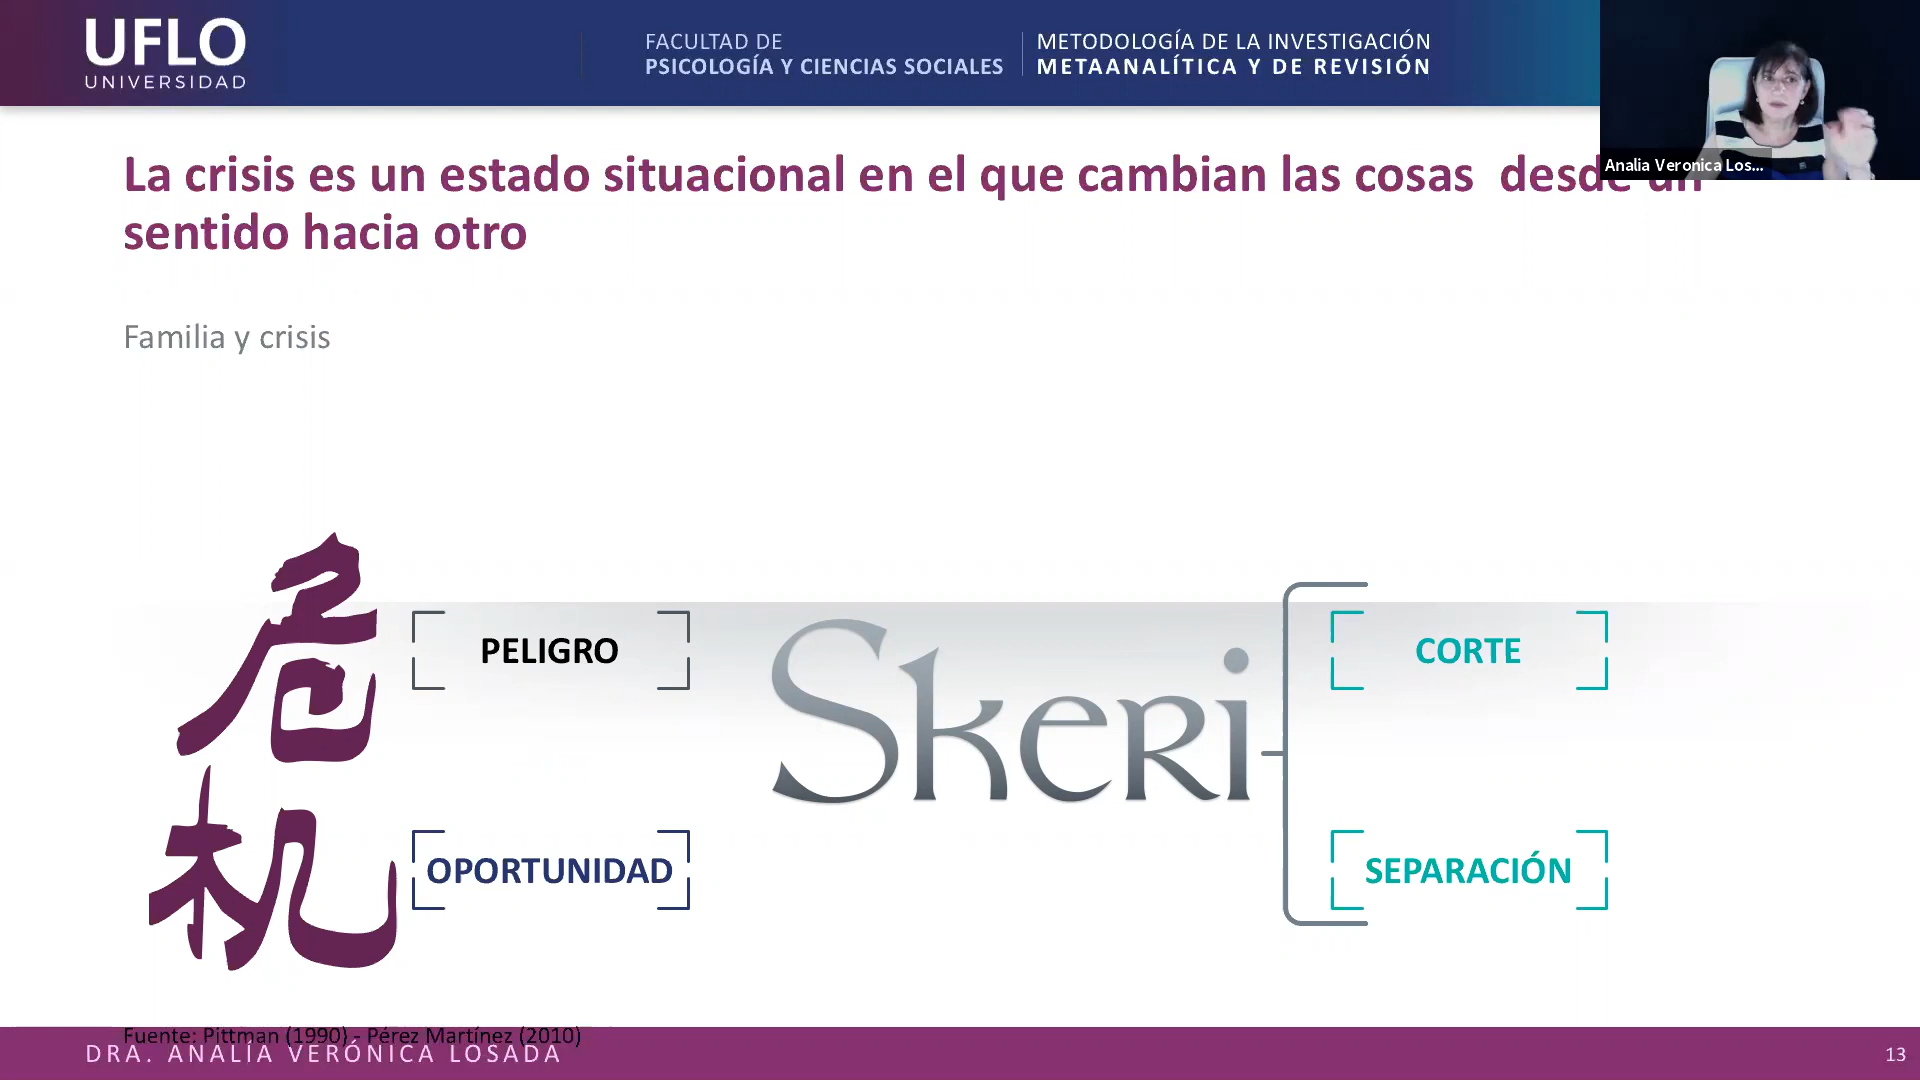 UFLO
UNIVERSIDAD
FACULTAD DE
PSICOLOGÍA Y CIENCIAS SOCIALES
METODOLOGÍA DE LA INVESTIGACIÓN
METAANALÍTICA Y DE REVISIÓN
Analia Veronica Los...
La crisis es un estado situacional en el que cambian las cosas desde un
sentido hacia otro
Familia y crisis
危
机
PELIGRO
OPORTUNIDAD
Skeri
CORTE
SEPARACIÓN
Fuente: Pittman (1990) - Pérez Martínez (2010)
DRA. ANALÍA VERÓNICA LOSADA
13